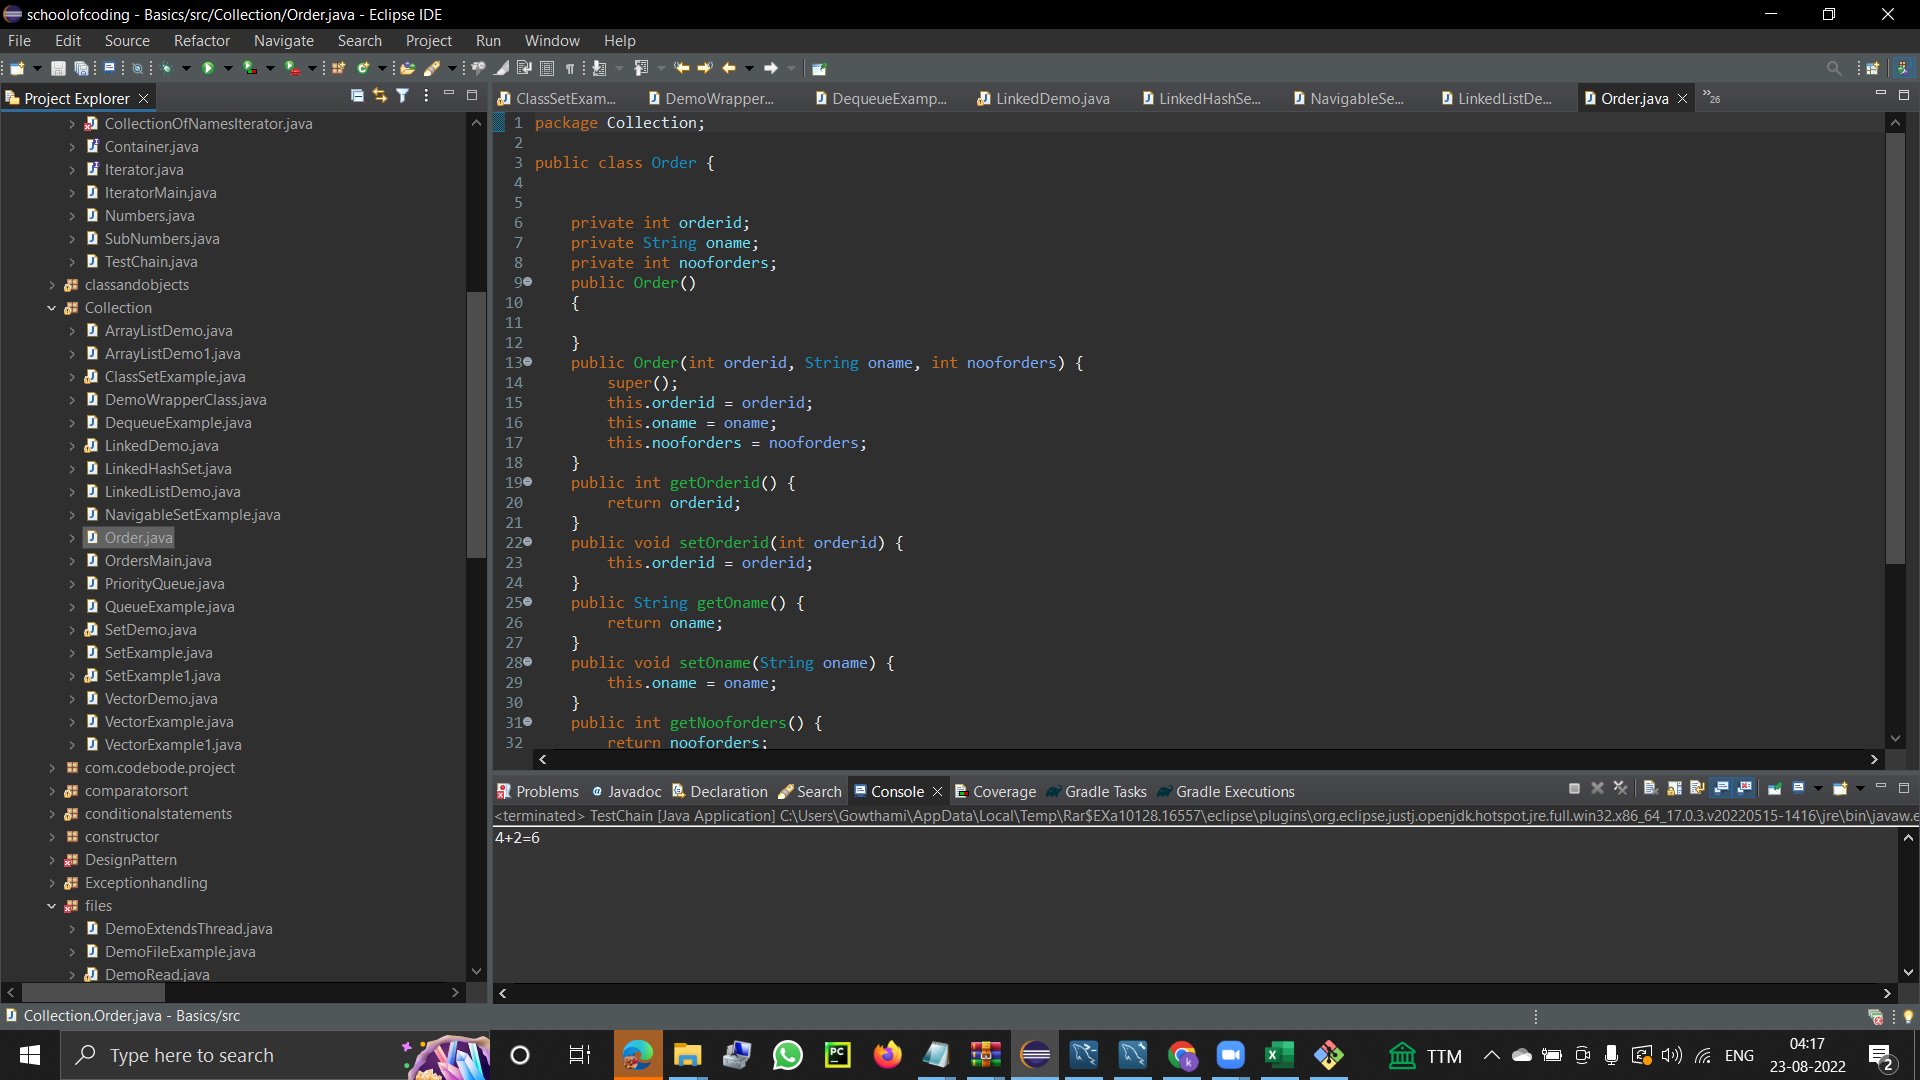 schoolofcoding - Basics/src/Collection/Order.java - Eclipse IDE
File Edit Source Refactor Navigate Search Project Run Window Help
Project Explorer
CollectionOfNamesIterator.java
Container.java
Iterator.java
IteratorMain.java
Numbers.java
SubNumbers.java
TestChain.java
classandobjects
Collection
ArrayListDemo.java
ArrayListDemo1.java
ClassSetExample.java
DemoWrapperClass.java
DequeueExample.java
LinkedDemo.java
LinkedHashSet.java
LinkedListDemo.java
NavigableSetExample.java
Order.java
OrdersMain.java
PriorityQueue.java
QueueExample.java
SetDemo.java
SetExample.java
SetExample1.java
VectorDemo.java
VectorExample.java
VectorExample1.java
com.codebode.project
comparatorsort
conditionalstatements
constructor
DesignPattern
Exceptionhandling
files
DemoExtendsThread.java
DemoFileExample.java
DemoRead.java
ClassSetExam... DemoWrapper... DequeueExamp... LinkedDemo.java LinkedHashSe... NavigableSe... LinkedListDe... Order.java »26
1 package Collection;
2
3 public class Order {
4
5
6 private int orderid;
7 private String oname;
8 private int nooforders;
9 public Order()
10 {
11
12 }
13 public Order(int orderid, String oname, int nooforders) {
14 super();
15 this.orderid = orderid;
16 this.oname = oname;
17 this.nooforders = nooforders;
18 }
19 public int getOrderid() {
20 return orderid;
21 }
22 public void setOrderid(int orderid) {
23 this.orderid = orderid;
24 }
25 public String getOname() {
26 return oname;
27 }
28 public void setOname(String oname) {
29 this.oname = oname;
30 }
31 public int getNooforders() {
32 return nooforders;
Problems Javadoc Declaration Search Console Coverage Gradle Tasks Gradle Executions
<terminated> TestChain [Java Application] C:\Users\Gowthami\AppData\Local\Temp\Rar$EXa10128.16557\eclipse\plugins\org.eclipse.justj.openjdk.hotspot.jre.full.win32.x86_64_17.0.3.v20220515-1416\jre\bin\javaw.e
4+2=6
Collection.Order.java - Basics/src
Type here to search
PC
TTM
ENG
04:17
23-08-2022
2